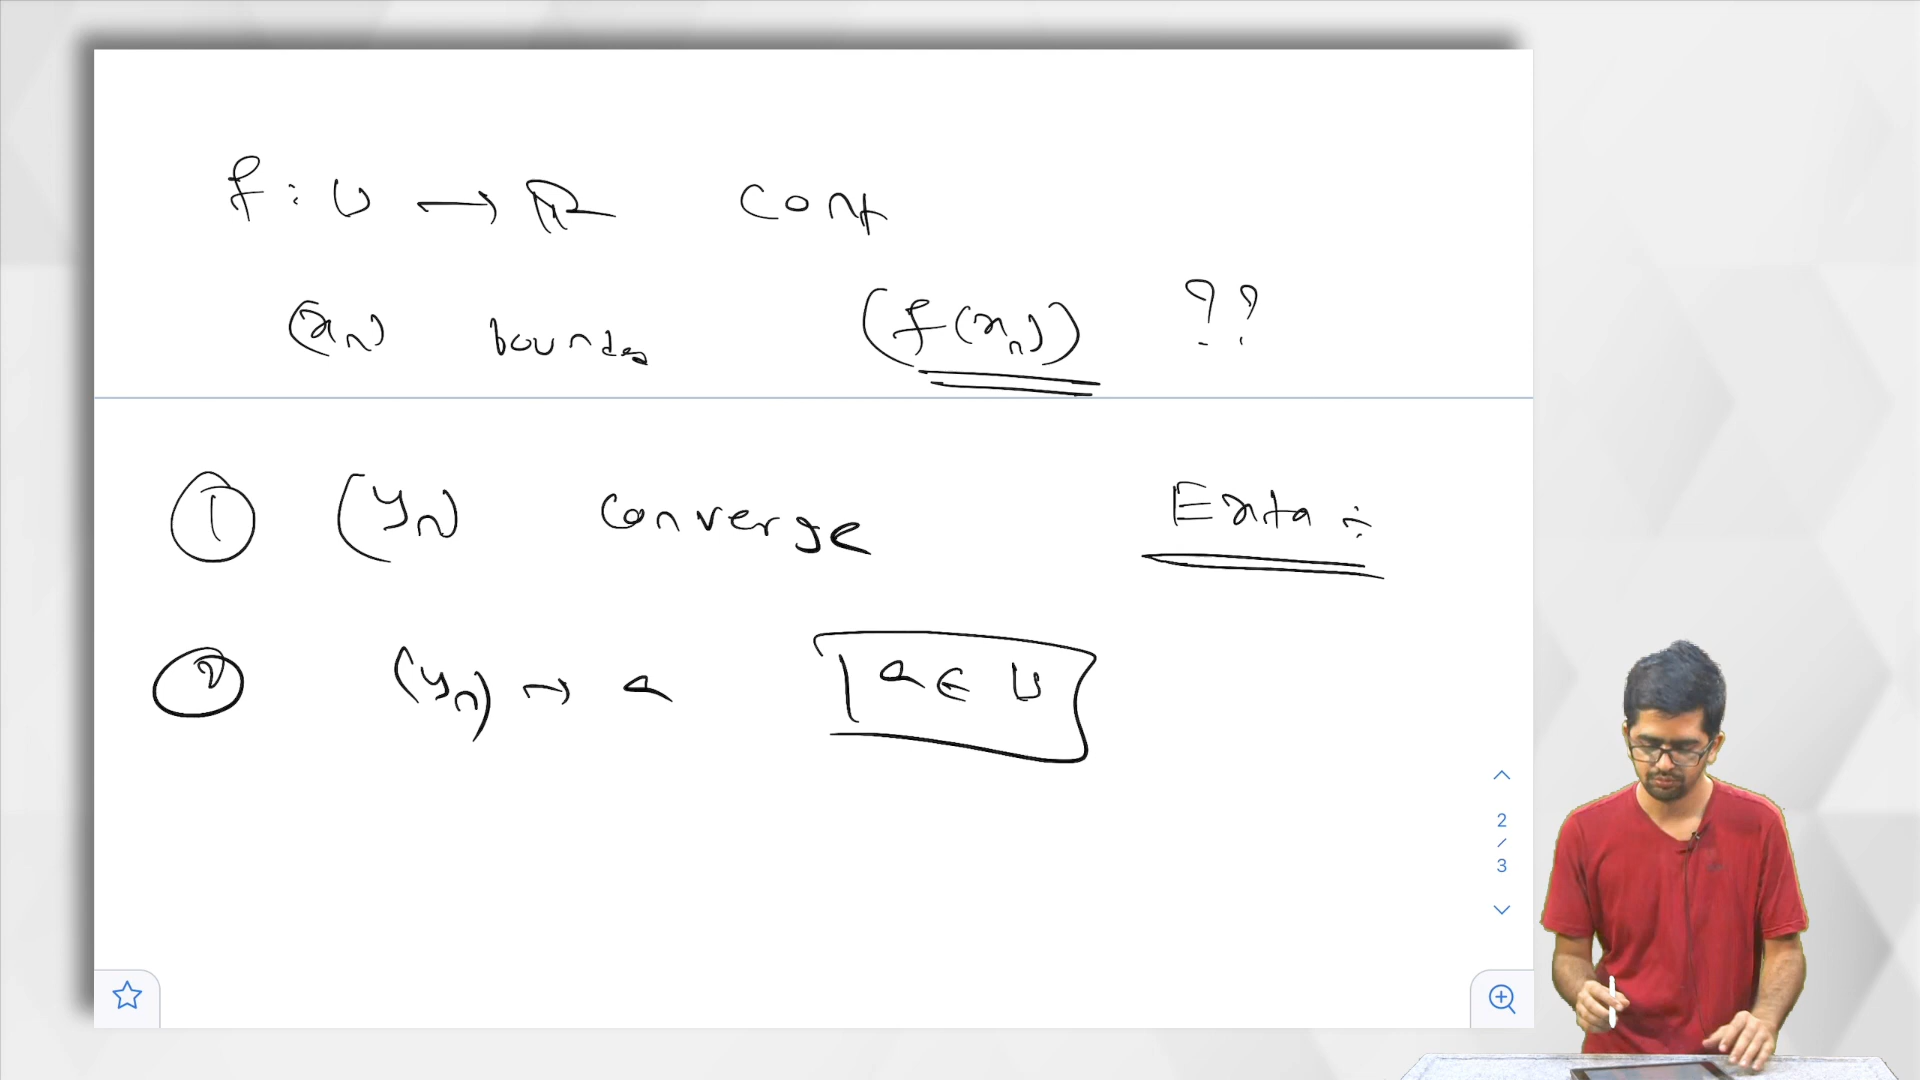 f : U → ℝ cont
(xₙ) bounded (f(xₙ)) ??
① (yₙ) converge Extra :
② (yₙ) → a a ∈ U
2
/
3